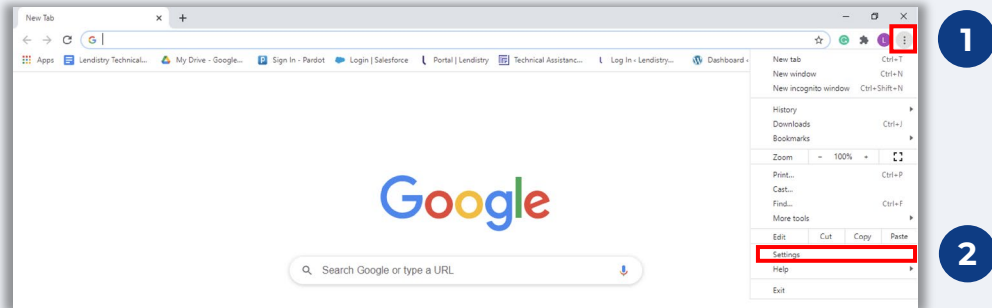 New Tab
G
Apps Lendistry Technical... My Drive - Google... Sign In - Pardot Login | Salesforce Portal | Lendistry Technical Assistanc... Log In ‹ Lendistry... Dashboard ‹
New tab Ctrl+T
New window Ctrl+N
New incognito window Ctrl+Shift+N
History
Downloads Ctrl+J
Bookmarks
Zoom - 100% +
Print... Ctrl+P
Cast...
Find... Ctrl+F
More tools
Edit Cut Copy Paste
Settings
Help
Exit
Google
Search Google or type a URL
1
2